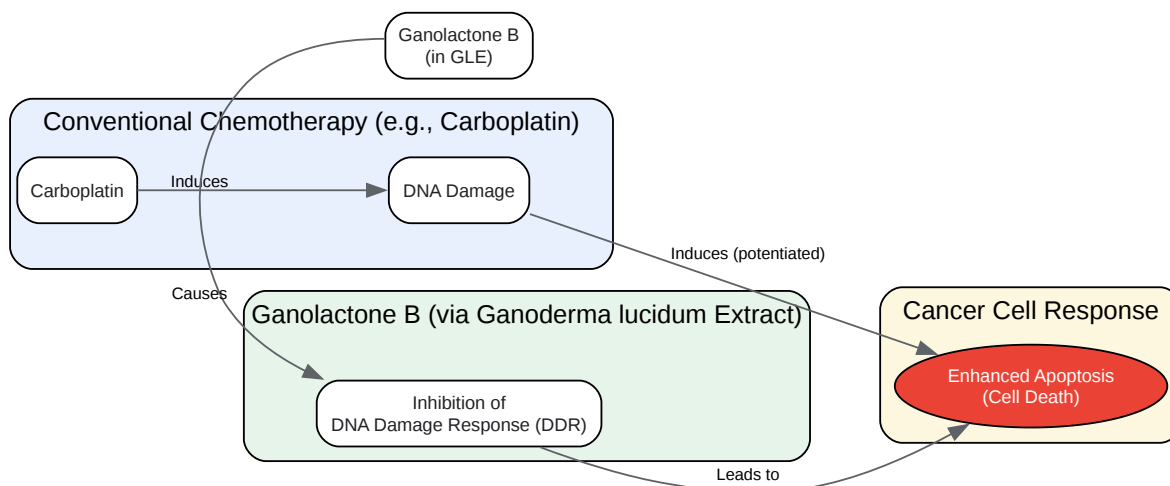 Ganolactone B
(in GLE)
Conventional Chemotherapy (e.g., Carboplatin)
Carboplatin
Induces
DNA Damage
Induces (potentiated)
Causes
Ganolactone B (via Ganoderma lucidum Extract)
Inhibition of
DNA Damage Response (DDR)
Cancer Cell Response
Enhanced Apoptosis
(Cell Death)
Leads to